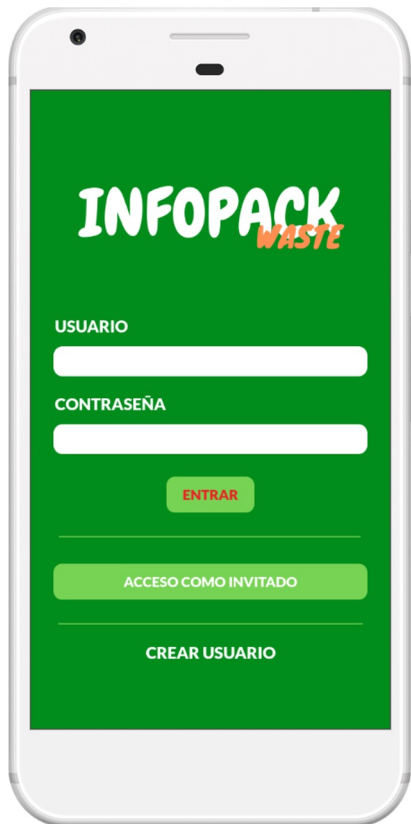 INFOPACK
WASTE
USUARIO
CONTRASEÑA
ENTRAR
ACCESO COMO INVITADO
CREAR USUARIO